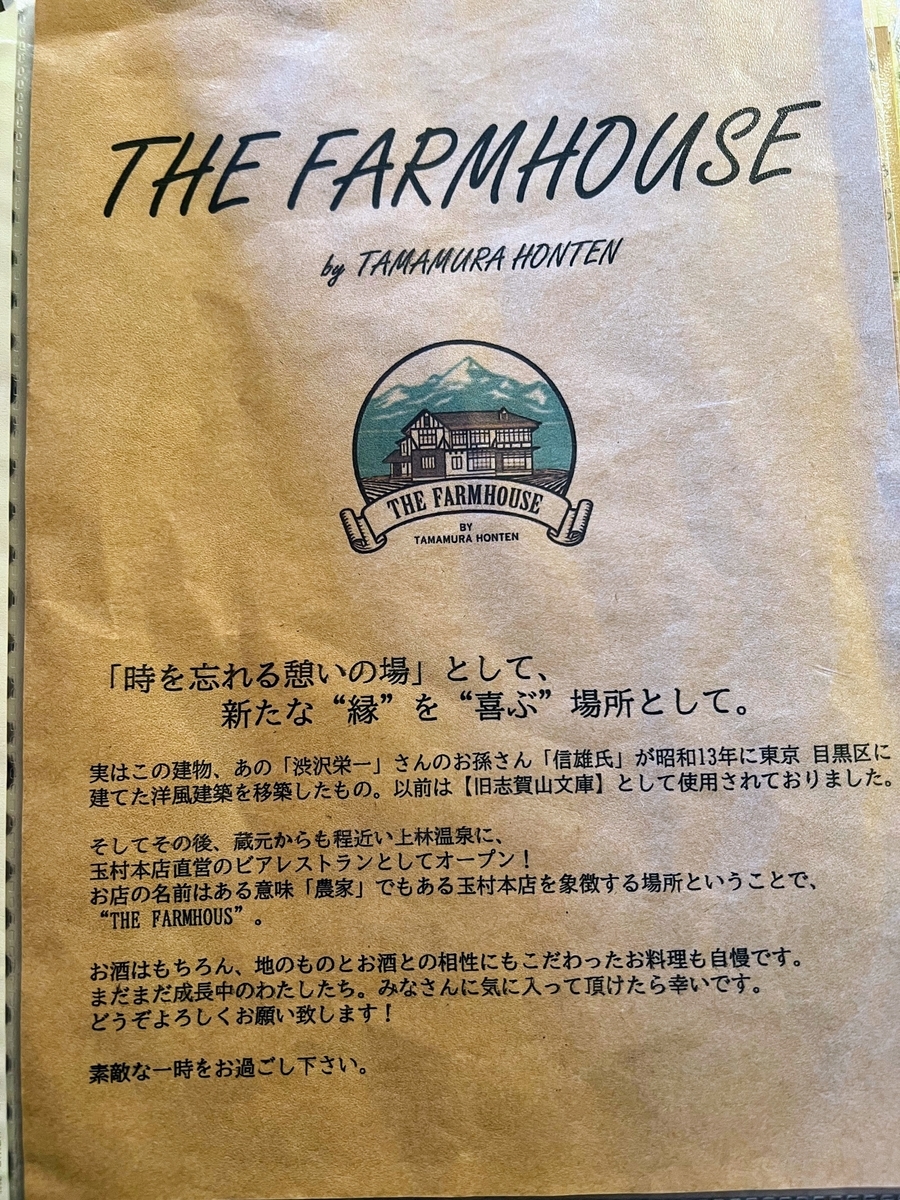 THE FARMHOUSE
by TAMAMURA HONTEN
THE FARMHOUSE
BY
TAMAMURA HONTEN
「時を忘れる憩いの場」として、
新たな“縁”を“喜ぶ”場所として。
実はこの建物、あの「渋沢栄一」さんのお孫さん「信雄氏」が昭和13年に東京 目黒区に
建てた洋風建築を移築したもの。以前は【旧志賀山文庫】として使用されておりました。
そしてその後、蔵元からも程近い上林温泉に、
玉村本店直営のビアレストランとしてオープン！
お店の名前はある意味「農家」でもある玉村本店を象徴する場所ということで、
“THE FARMHOUS”。
お酒はもちろん、地のものとお酒との相性にもこだわったお料理も自慢です。
まだまだ成長中のわたしたち。みなさんに気に入って頂けたら幸いです。
どうぞよろしくお願い致します！
素敵な一時をお過ごし下さい。